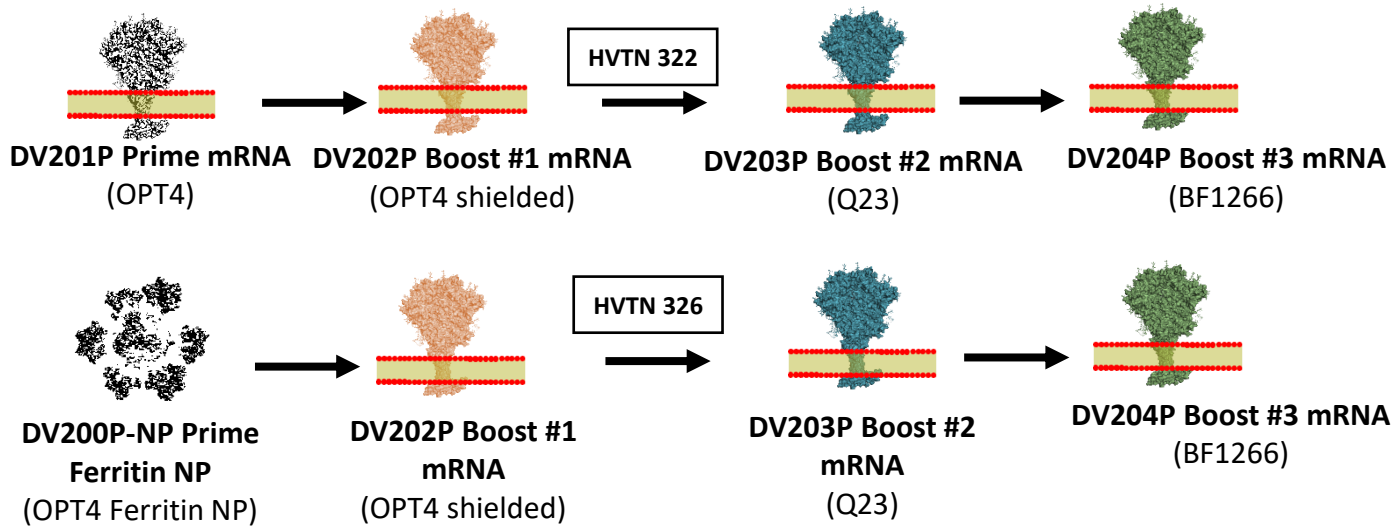 HVTN 322
DV201P Prime mRNA
(OPT4)
DV202P Boost #1 mRNA
(OPT4 shielded)
DV203P Boost #2 mRNA
(Q23)
DV204P Boost #3 mRNA
(BF1266)
HVTN 326
DV200P-NP Prime
Ferritin NP
(OPT4 Ferritin NP)
DV202P Boost #1
mRNA
(OPT4 shielded)
DV203P Boost #2
mRNA
(Q23)
DV204P Boost #3 mRNA
(BF1266)